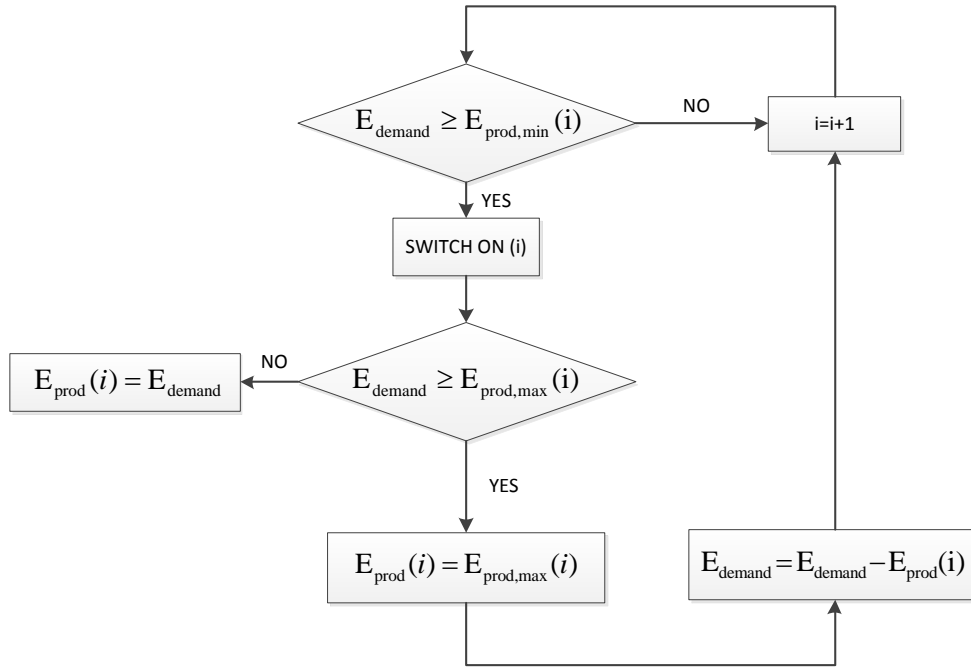 E_demand ≥ E_prod,min (i)
NO
i=i+1
YES
SWITCH ON (i)
NO
E_prod (i) = E_demand
E_demand ≥ E_prod,max (i)
YES
E_prod (i) = E_prod,max (i)
E_demand = E_demand − E_prod(i)